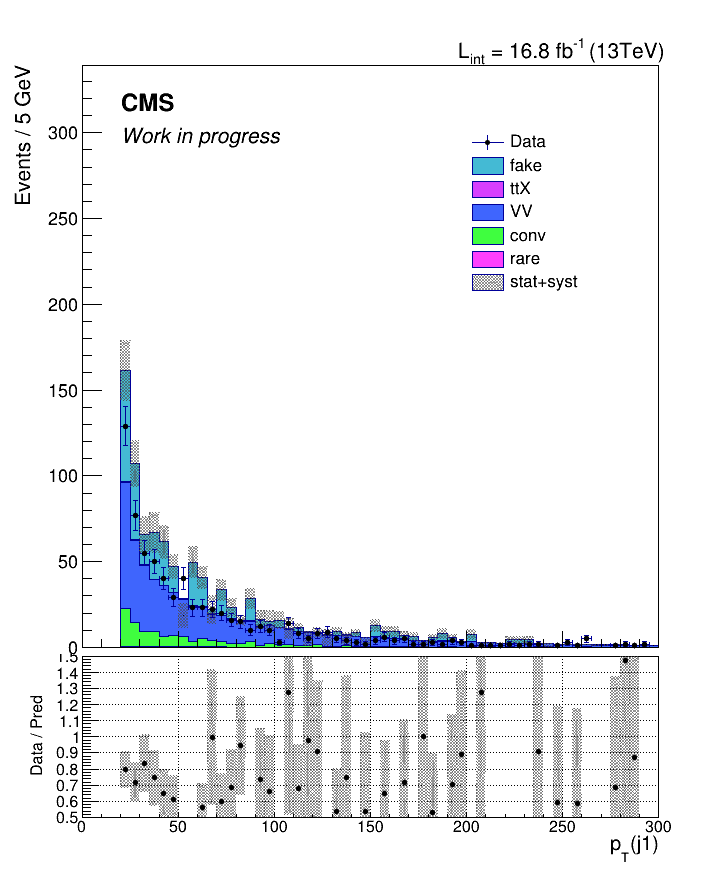 L_int = 16.8 fb^-1 (13TeV)
Events / 5 GeV
CMS
Work in progress
Data
fake
ttX
VV
conv
rare
stat+syst
300
250
200
150
100
50
0
Data / Pred
1.5
1.4
1.3
1.2
1.1
1
0.9
0.8
0.7
0.6
0.5
0 50 100 150 200 250 300
p_T(j1)